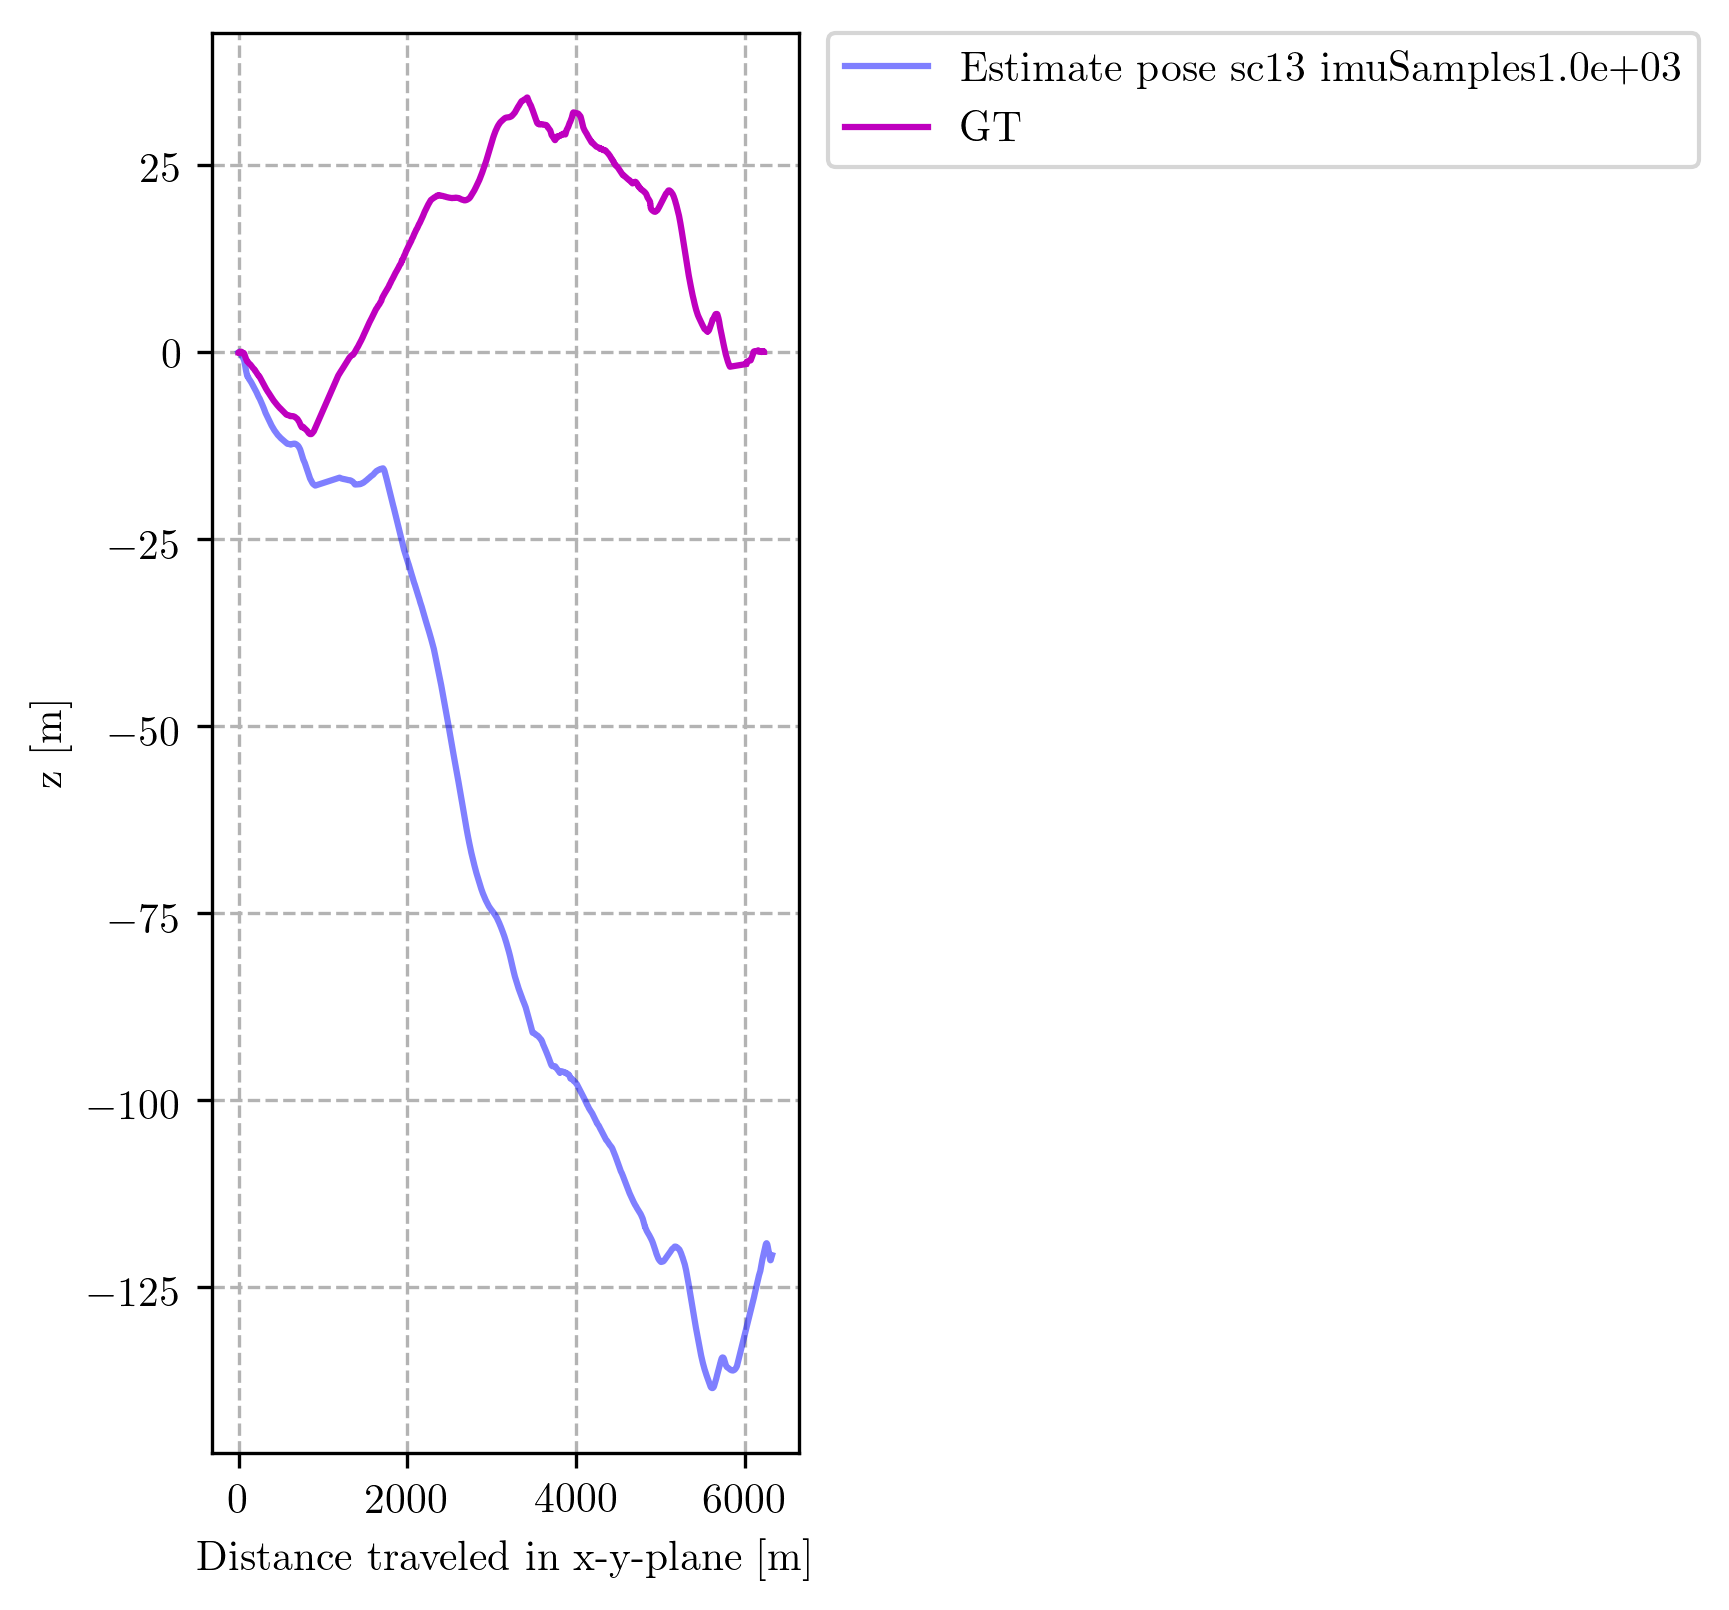 Estimate pose sc13 imuSamples1.0e+03
GT
25
0
−25
−50
−75
−100
−125
z [m]
0 2000 4000 6000
Distance traveled in x-y-plane [m]